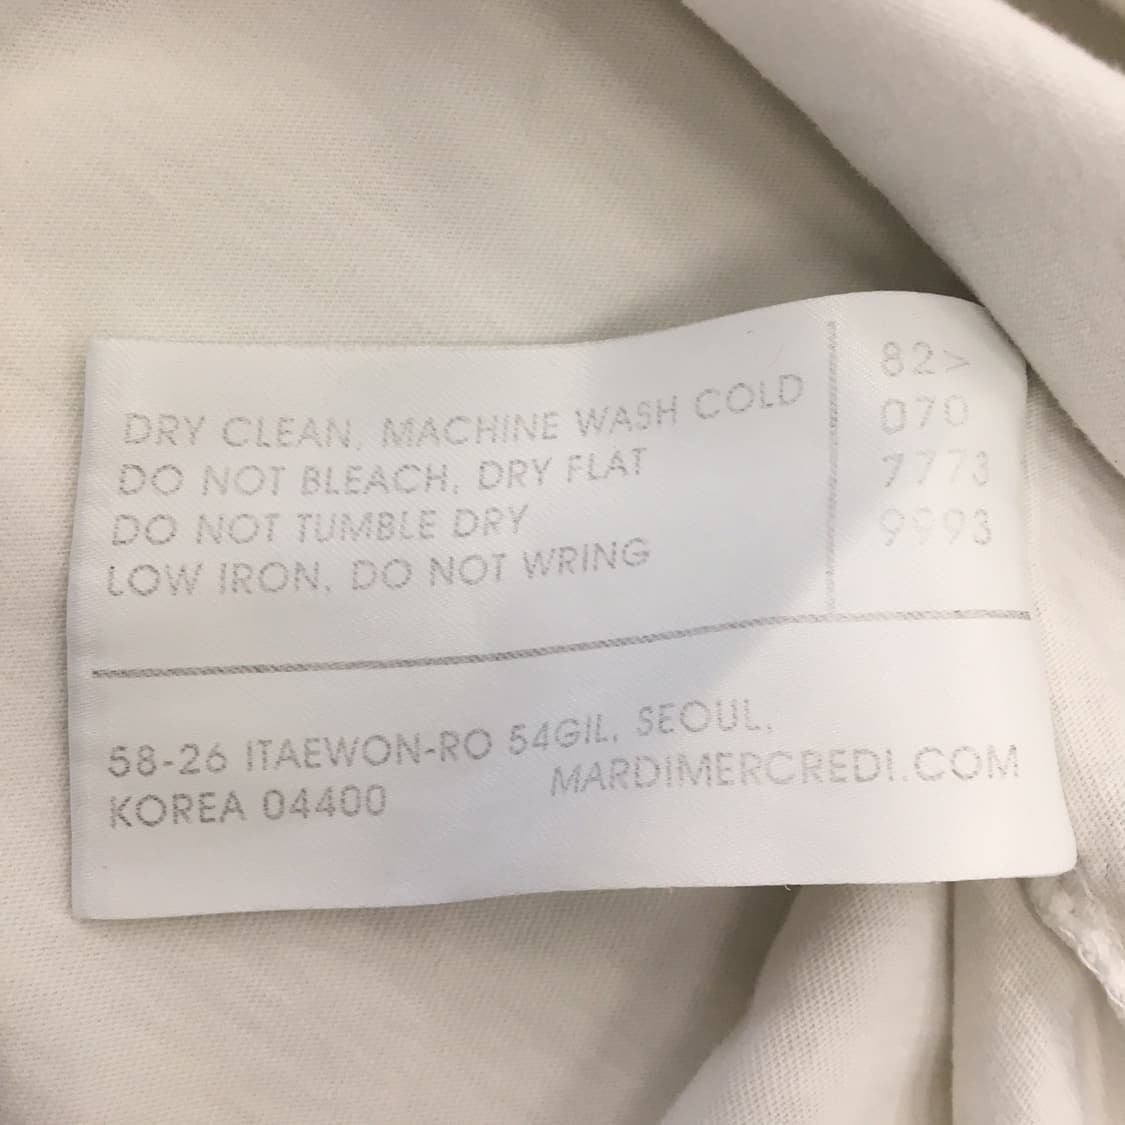 DRY CLEAN, MACHINE WASH COLD
DO NOT BLEACH, DRY FLAT
DO NOT TUMBLE DRY
LOW IRON, DO NOT WRING
82>
070
7773
9993
58-26 ITAEWON-RO 54GIL, SEOUL,
KOREA 04400
MARDIMERCREDI.COM